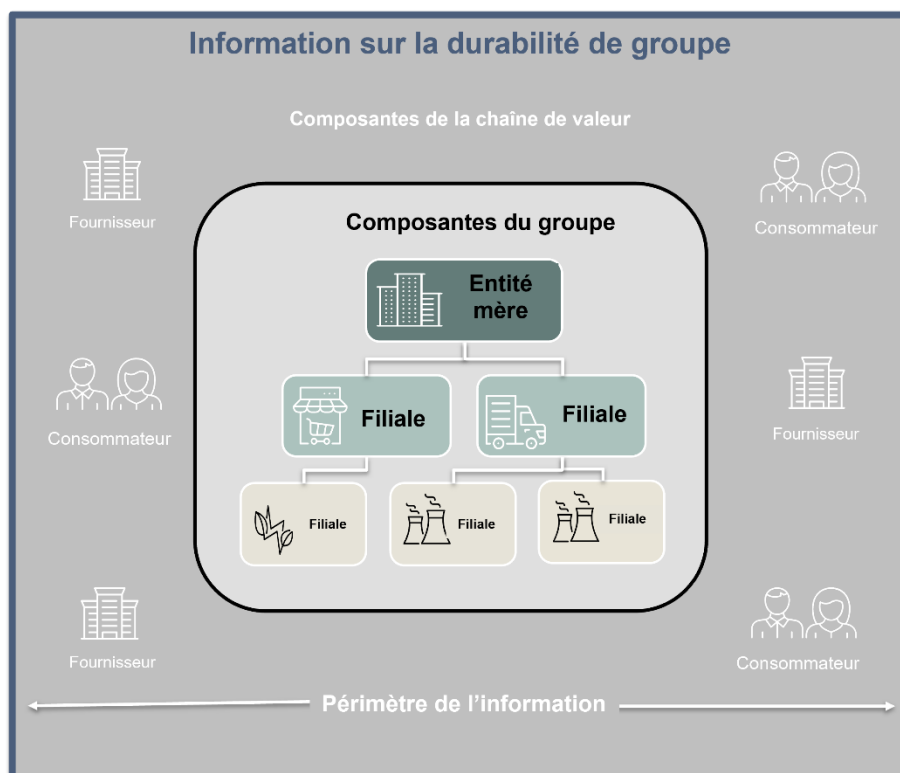 Information sur la durabilité de groupe
Composantes de la chaîne de valeur
Fournisseur
Consommateur
Composantes du groupe
Entité
mère
Filiale
Filiale
Consommateur
Fournisseur
Filiale
Filiale
Filiale
Fournisseur
Consommateur
Périmètre de l’information